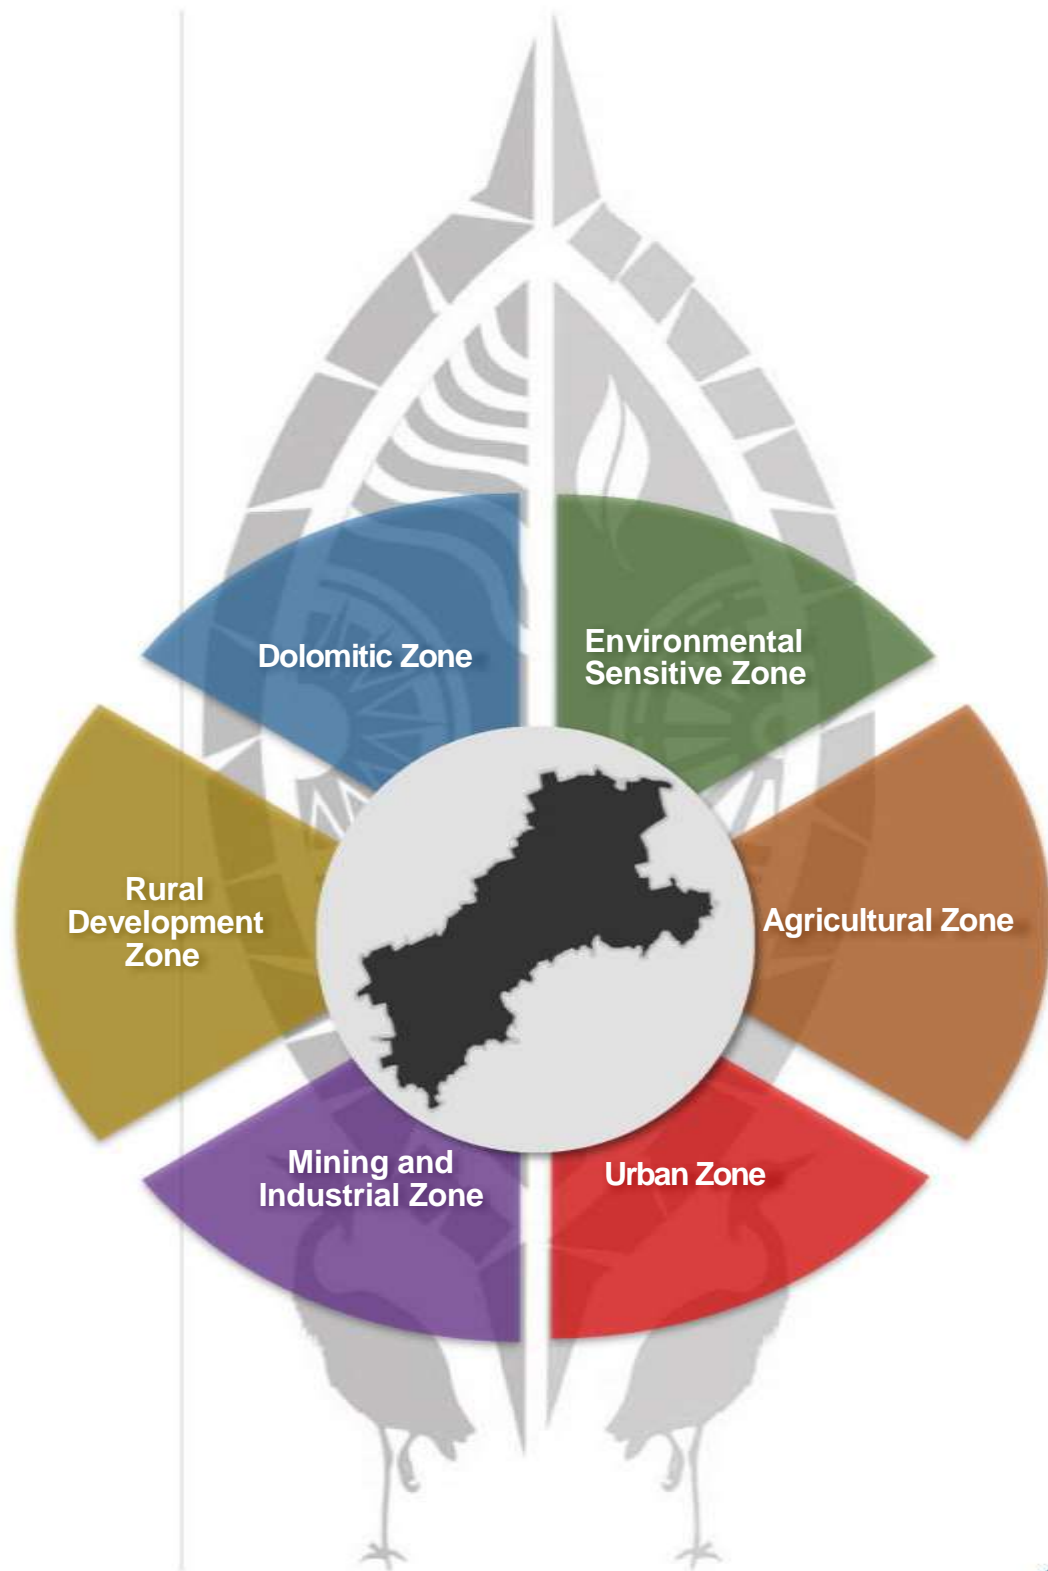 Dolomitic Zone
Environmental
Sensitive Zone
Rural
Development
Zone
Agricultural Zone
Mining and
Industrial Zone
Urban Zone